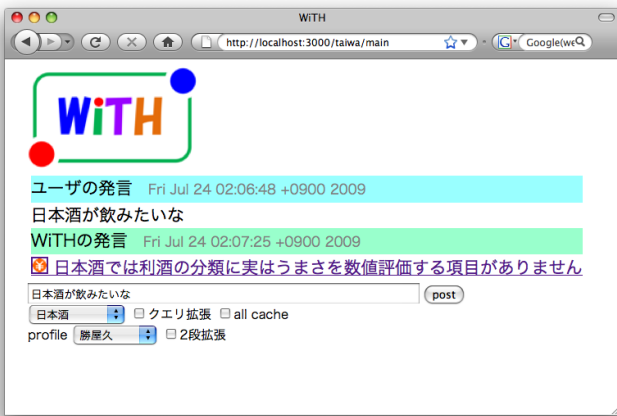 WiTH
http://localhost:3000/taiwa/main
Google(we
WiTH
ユーザの発言 Fri Jul 24 02:06:48 +0900 2009
日本酒が飲みたいな
WiTHの発言 Fri Jul 24 02:07:25 +0900 2009
日本酒では利酒の分類に実はうまさを数値評価する項目がありません
日本酒が飲みたいな post
日本酒 クエリ拡張 all cache
profile 勝屋久 2段拡張